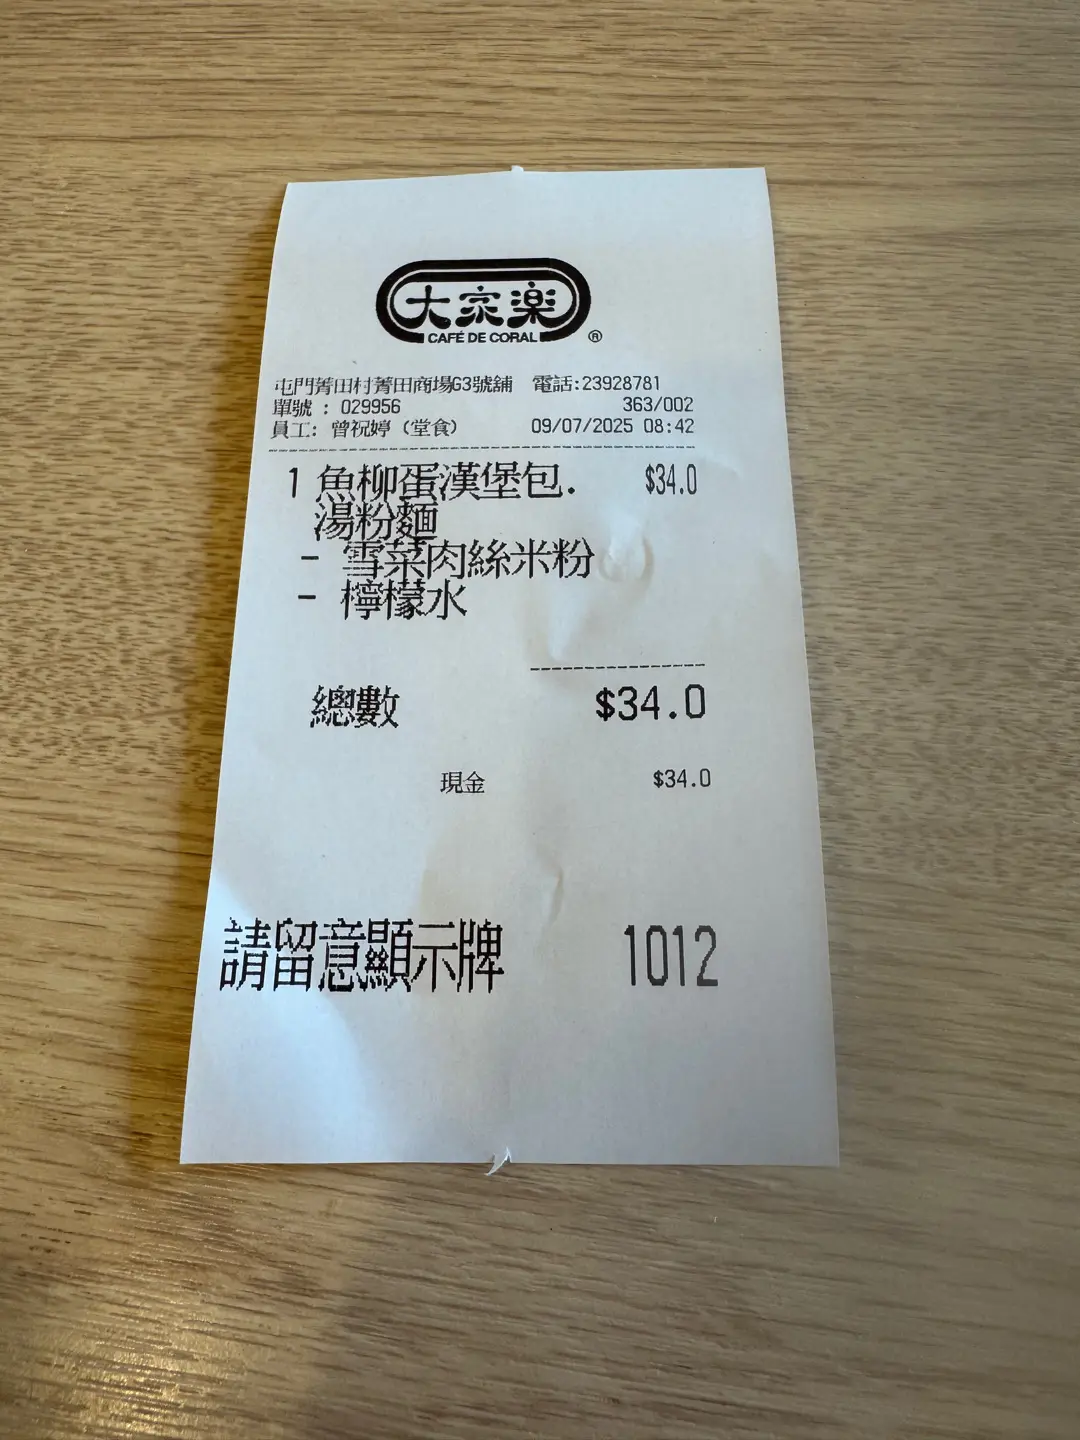 大家楽
CAFÉ DE CORAL ®
屯門菁田村菁田商場G3號舖 電話:23928781
單號 : 029956 363/002
員工: 曾祝婷 (堂食) 09/07/2025 08:42
1 魚柳蛋漢堡包. $34.0
湯粉麵
- 雪菜肉絲米粉
- 檸檬水
總數 $34.0
現金 $34.0
請留意顯示牌 1012